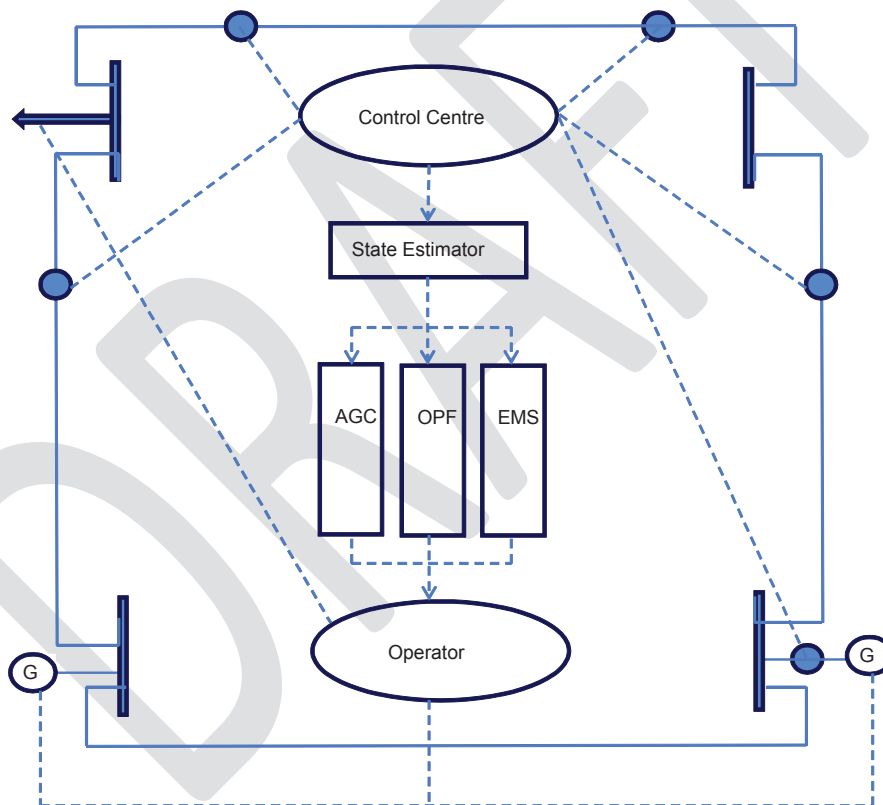 Control Centre
State Estimator
AGC OPF EMS
Operator
G G
DRAFT